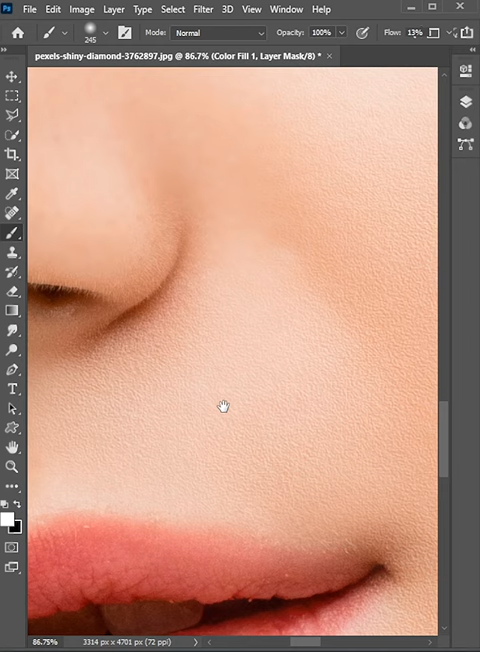 Ps File Edit Image Layer Type Select Filter 3D View Window Help
245 Mode: Normal Opacity: 100% Flow: 13%
pexels-shiny-diamond-3762897.jpg @ 86.7% (Color Fill 1, Layer Mask/8) * ×
T
86.75% 3314 px x 4701 px (72 ppi)